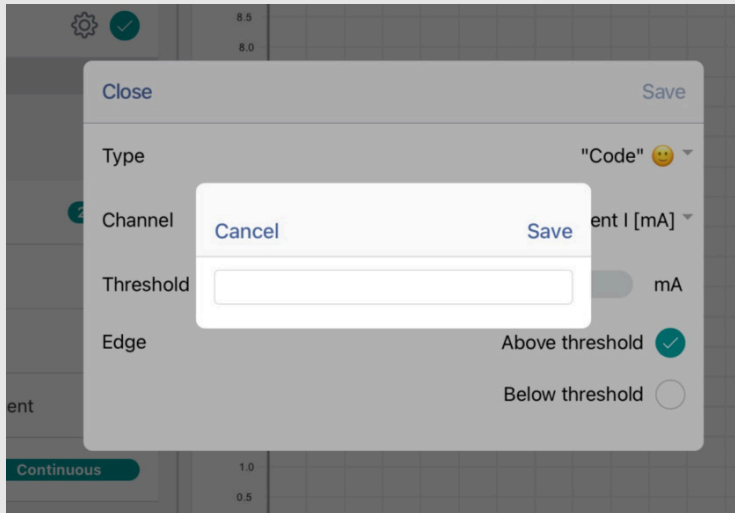 8.5
8.0
Close
Save
Type
"Code" 🙂
2
Channel
ent I [mA]
Cancel
Save
Threshold
mA
Edge
Above threshold
Below threshold
ent
Continuous
1.0
0.5